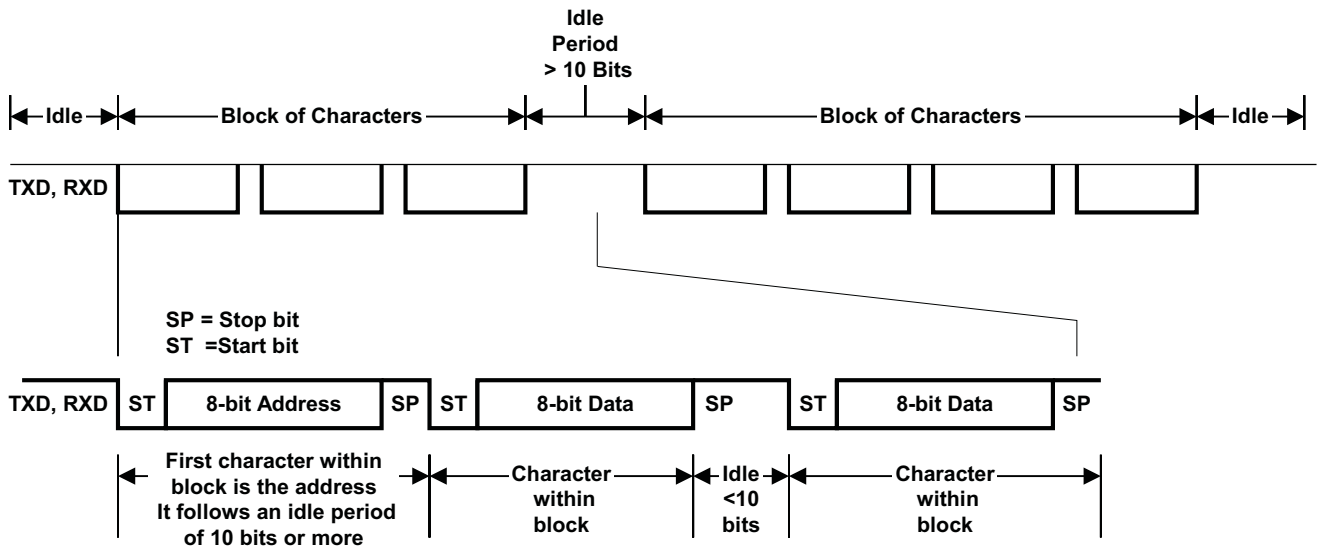 Idle
Period
> 10 Bits
Idle
Block of Characters
Block of Characters
Idle
TXD, RXD
SP = Stop bit
ST =Start bit
TXD, RXD
ST
8-bit Address
SP
ST
8-bit Data
SP
ST
8-bit Data
SP
First character within
block is the address
It follows an idle period
of 10 bits or more
Character
within
block
Idle
<10
bits
Character
within
block